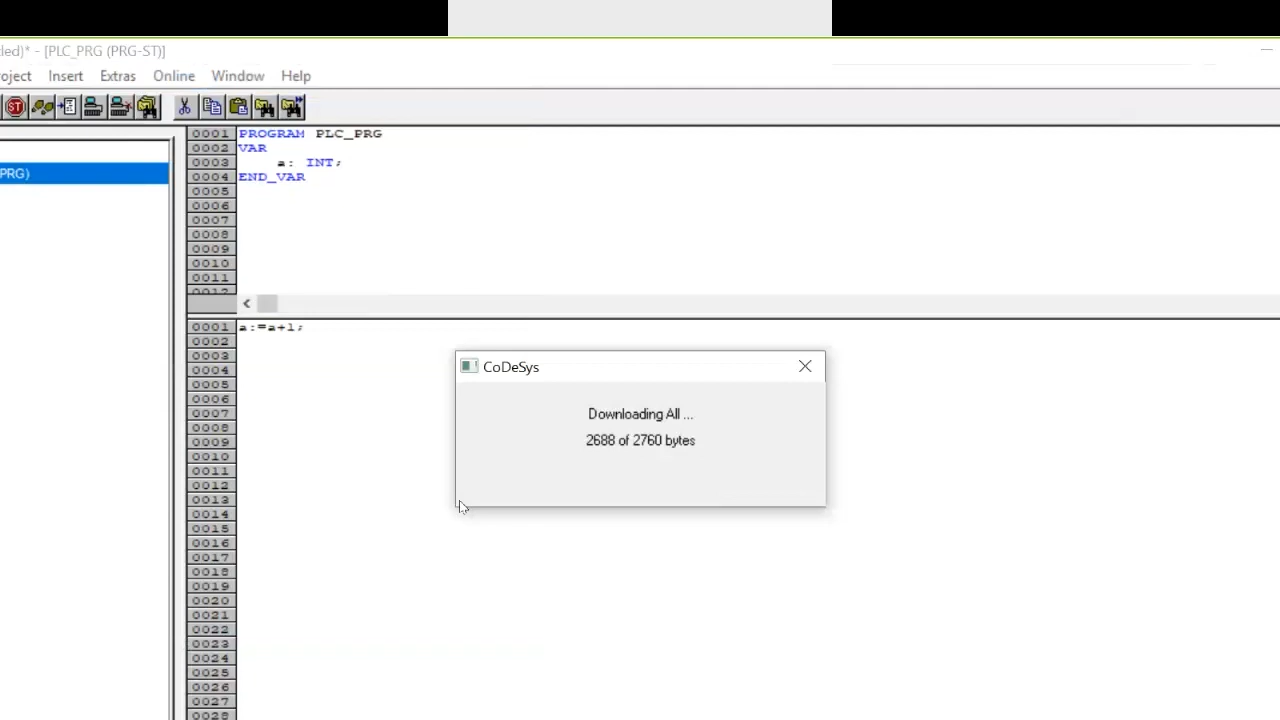 led)* - [PLC_PRG (PRG-ST)]
oject Insert Extras Online Window Help
ST
PRG)
0001 PROGRAM PLC_PRG
0002 VAR
0003 a: INT;
0004 END_VAR
0005
0006
0007
0008
0009
0010
0011
0012
0001 a:=a+1;
0002
0003
0004
0005
0006
0007
0008
0009
0010
0011
0012
0013
0014
0015
0016
0017
0018
0019
0020
0021
0022
0023
0024
0025
0026
0027
0028
CoDeSys
Downloading All ...
2688 of 2760 bytes